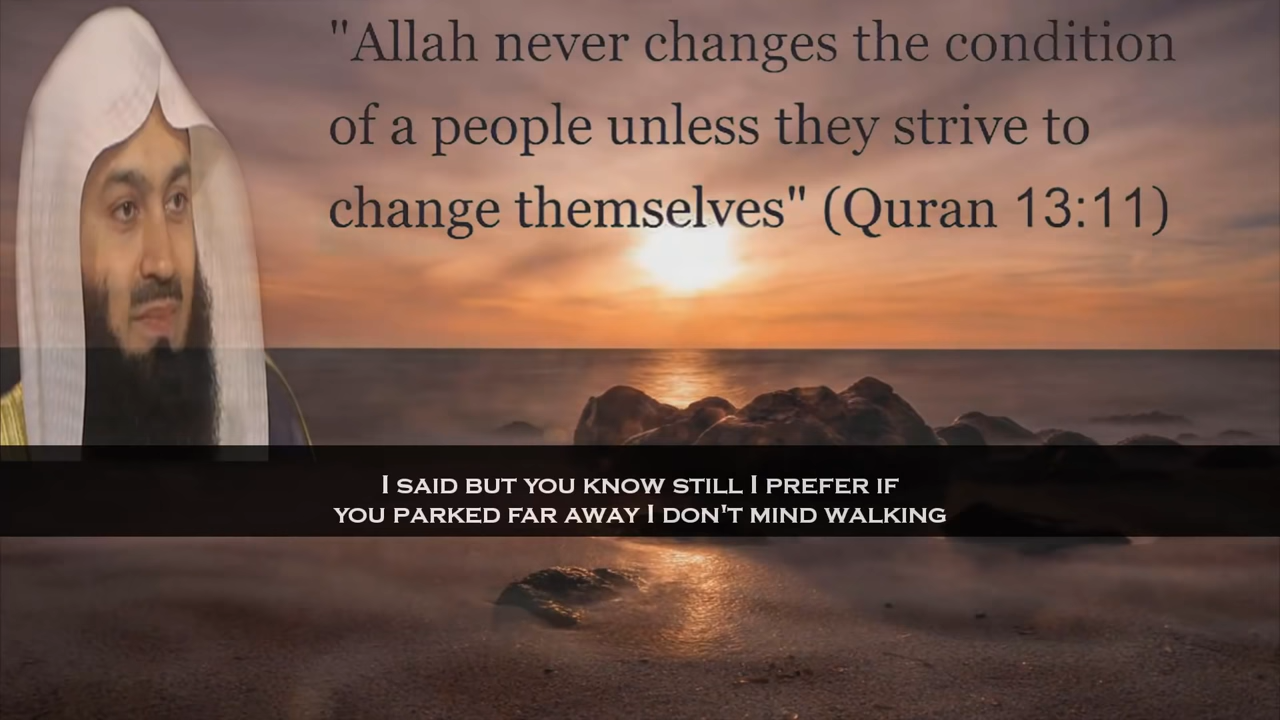 "Allah never changes the condition
of a people unless they strive to
change themselves" (Quran 13:11)
I SAID BUT YOU KNOW STILL I PREFER IF
YOU PARKED FAR AWAY I DON'T MIND WALKING